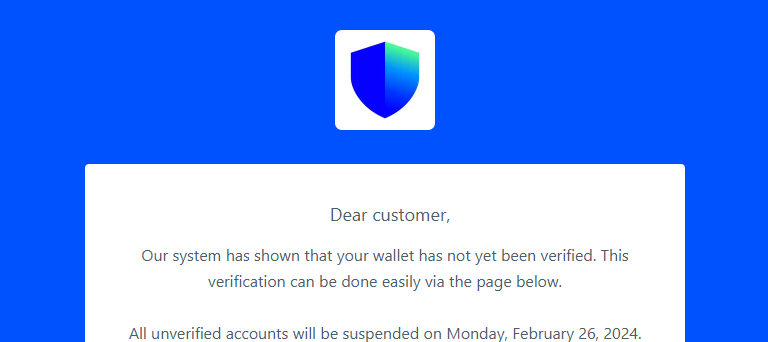 Dear customer,
Our system has shown that your wallet has not yet been verified. This
verification can be done easily via the page below.
All unverified accounts will be suspended on Monday, February 26, 2024.